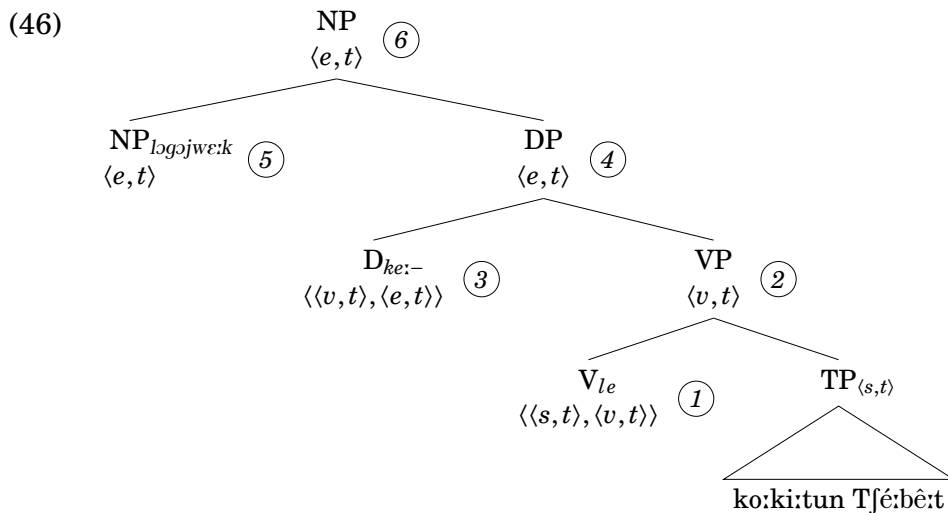 (46)
NP ⑥
⟨e,t⟩
NPlɔgɔjwɛːk ⑤
⟨e,t⟩
DP ④
⟨e,t⟩
Dkeː− ③
⟨⟨v,t⟩,⟨e,t⟩⟩
VP ②
⟨v,t⟩
Vle ①
⟨⟨s,t⟩,⟨v,t⟩⟩
TP⟨s,t⟩
koːkiːtun Tʃéːbêːt